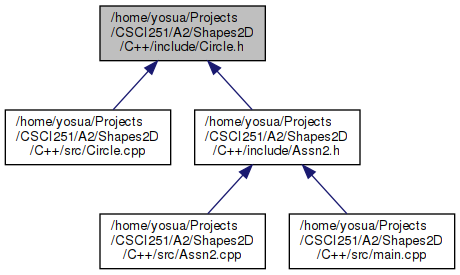 /home/yosua/Projects
/CSCI251/A2/Shapes2D
/C++/include/Circle.h
/home/yosua/Projects
/CSCI251/A2/Shapes2D
/C++/src/Circle.cpp
/home/yosua/Projects
/CSCI251/A2/Shapes2D
/C++/include/Assn2.h
/home/yosua/Projects
/CSCI251/A2/Shapes2D
/C++/src/Assn2.cpp
/home/yosua/Projects
/CSCI251/A2/Shapes2D
/C++/src/main.cpp